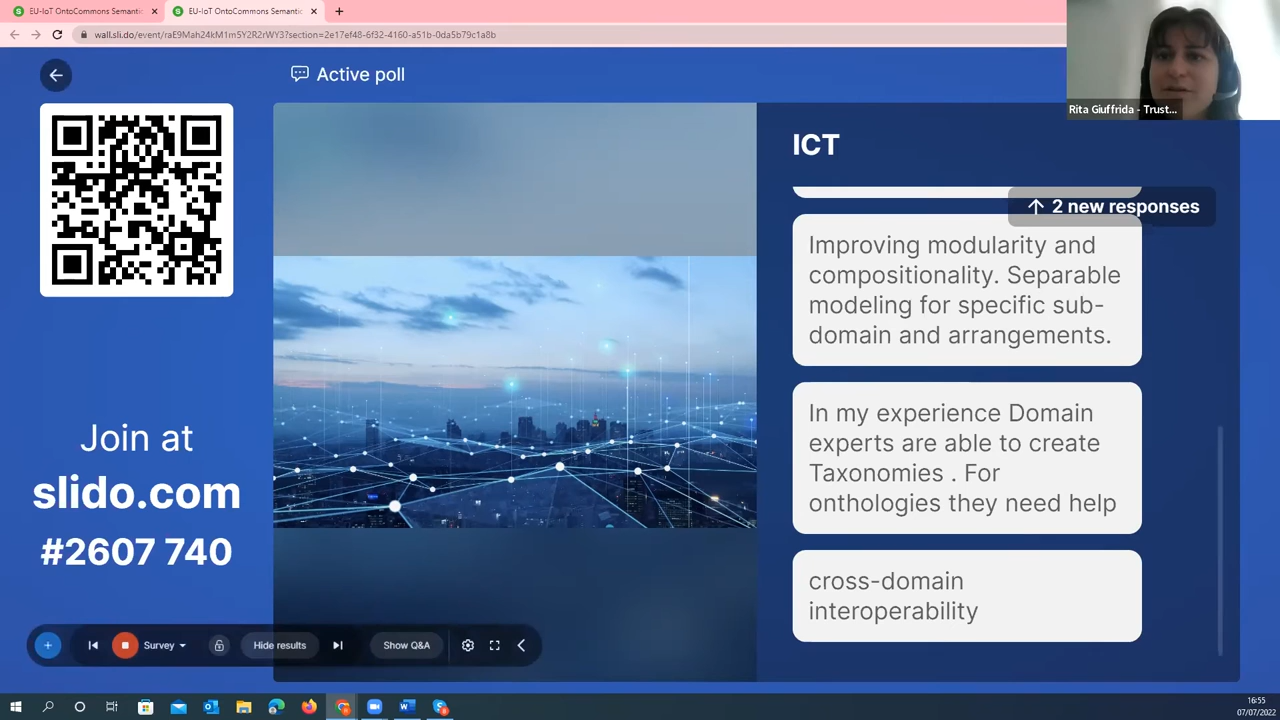 EU-IoT OntoCommons Semantic
EU-IoT OntoCommons Semantic
wall.sli.do/event/raE9Mah24kM1m5Y2R2rWY3?section=2e17ef48-6f32-4160-a51b-0da5b79c1a8b
Rita Giuffrida - Trust...
Active poll
ICT
2 new responses
Improving modularity and
compositionality. Separable
modeling for specific sub-
domain and arrangements.
In my experience Domain
experts are able to create
Taxonomies . For
onthologies they need help
cross-domain
interoperability
Join at
slido.com
#2607 740
Survey
Hide results
Show Q&A
16:55
07/07/2022